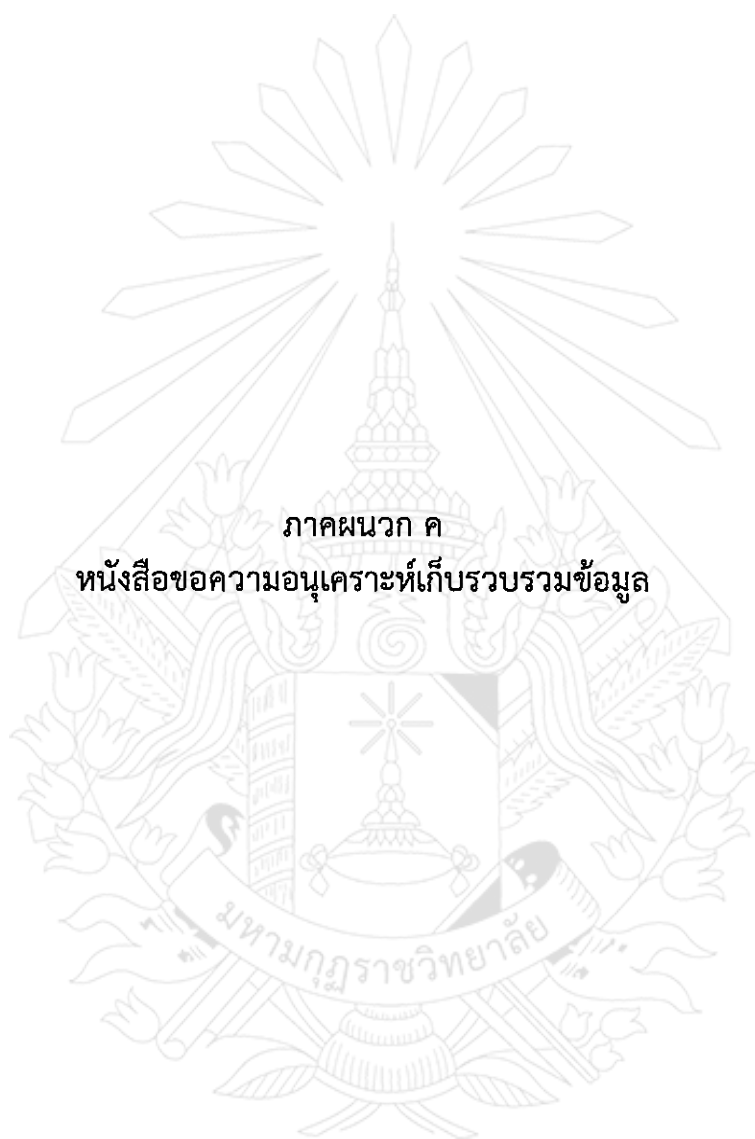 ภาคผนวก ค
หนังสือขอความอนุเคราะห์เก็บรวบรวมข้อมูล
มหามกุฏราชวิทยาลัย